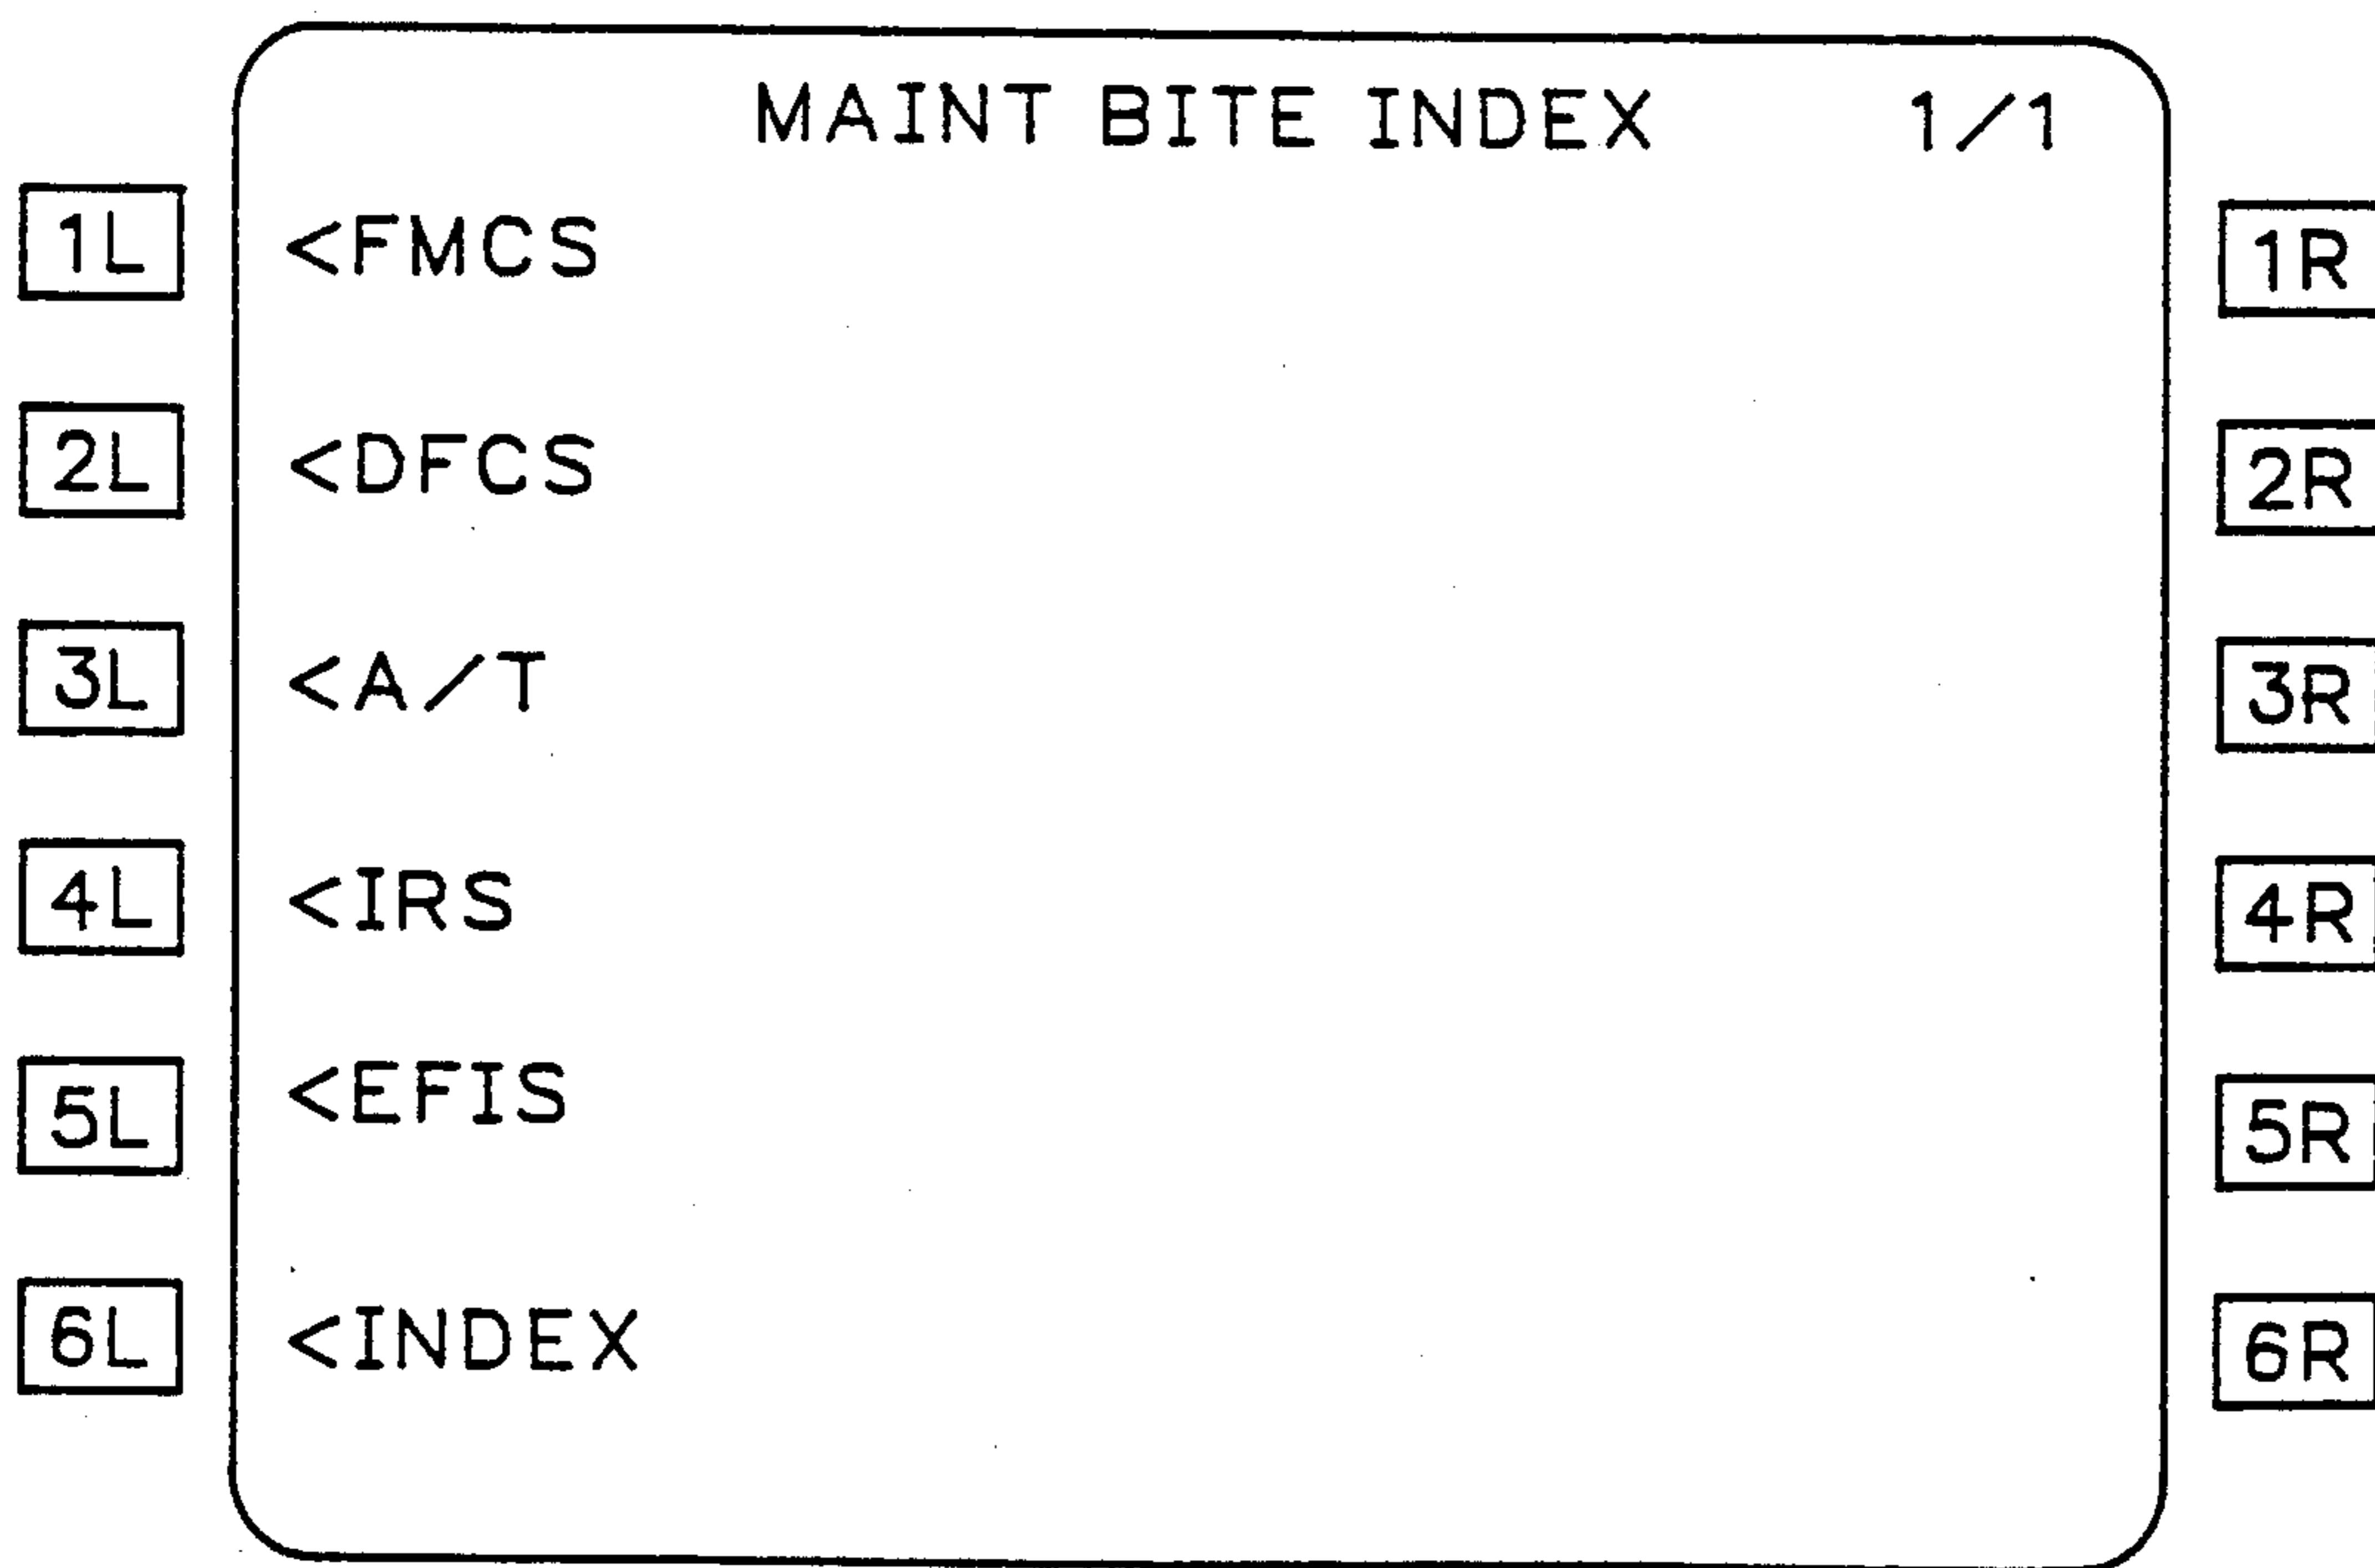 MAINT BITE INDEX 1/1
1L <FMCS 1R
2L <DFCS 2R
3L <A/T 3R
4L <IRS 4R
5L <EFIS 5R
6L <INDEX 6R